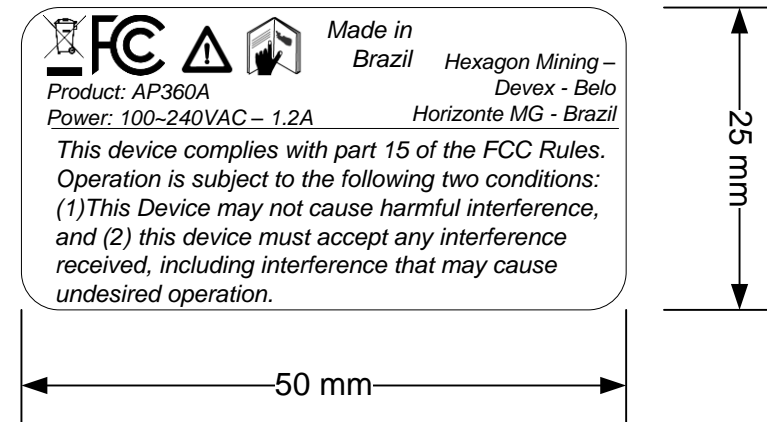 FC
Made in
Brazil
Hexagon Mining –
Devex - Belo
Horizonte MG - Brazil
Product: AP360A
Power: 100~240VAC – 1.2A
This device complies with part 15 of the FCC Rules.
Operation is subject to the following two conditions:
(1)This Device may not cause harmful interference,
and (2) this device must accept any interference
received, including interference that may cause
undesired operation.
25 mm
50 mm